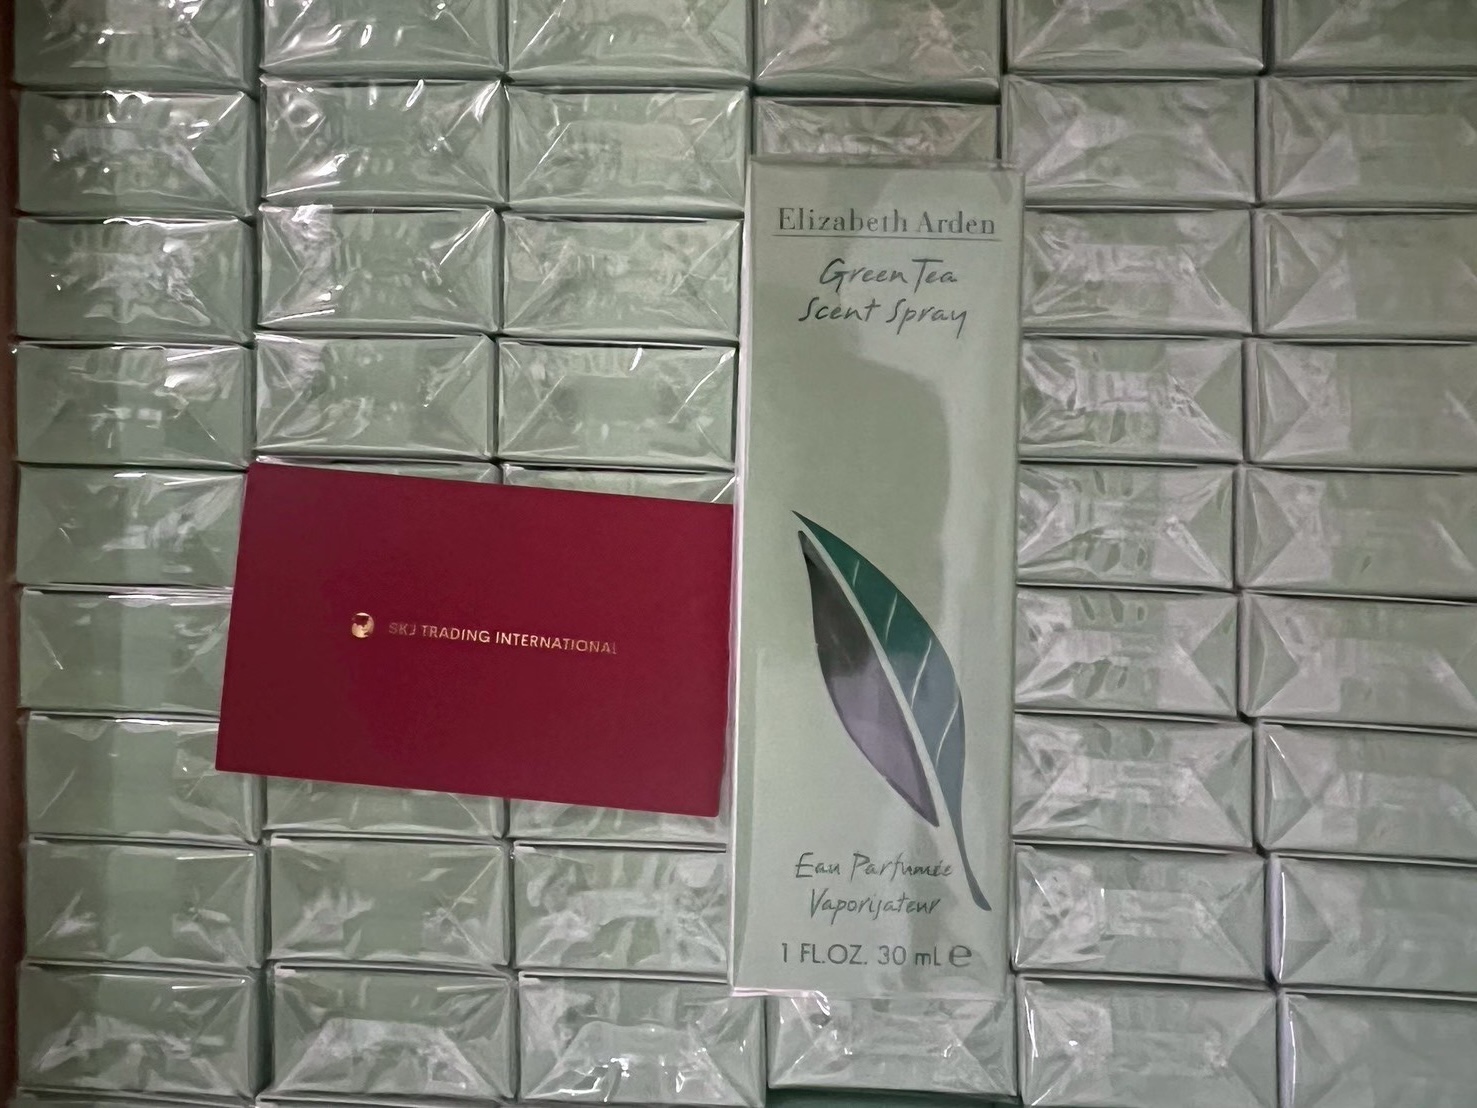 Elizabeth Arden
Green Tea
Scent Spray
SKJ TRADING INTERNATIONAL
Eau Parfumée
Vaporisateur
1 FL.OZ. 30 mL e